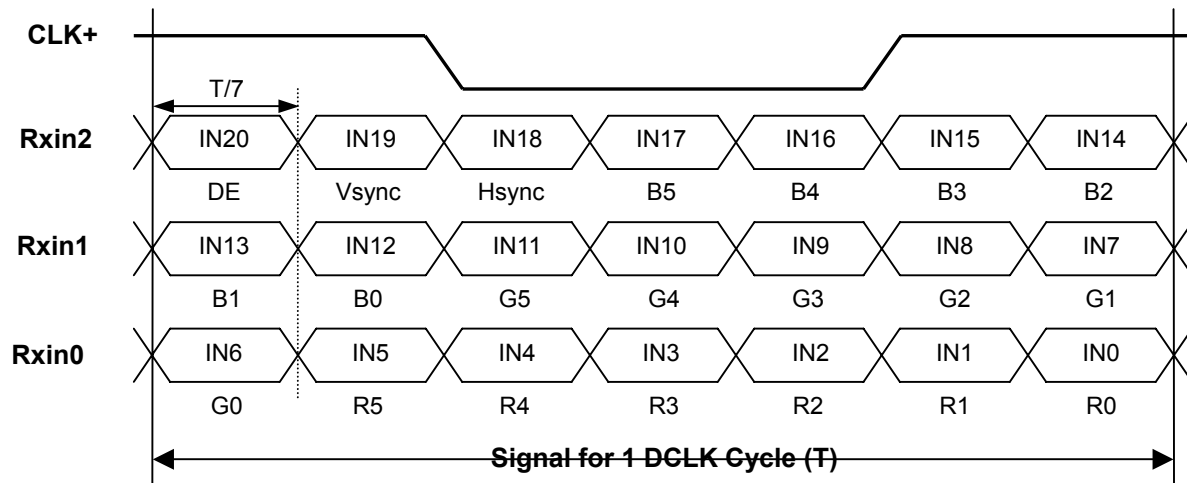 CLK+
T/7
Rxin2 IN20 IN19 IN18 IN17 IN16 IN15 IN14
DE Vsync Hsync B5 B4 B3 B2
Rxin1 IN13 IN12 IN11 IN10 IN9 IN8 IN7
B1 B0 G5 G4 G3 G2 G1
Rxin0 IN6 IN5 IN4 IN3 IN2 IN1 IN0
G0 R5 R4 R3 R2 R1 R0
Signal for 1 DCLK Cycle (T)